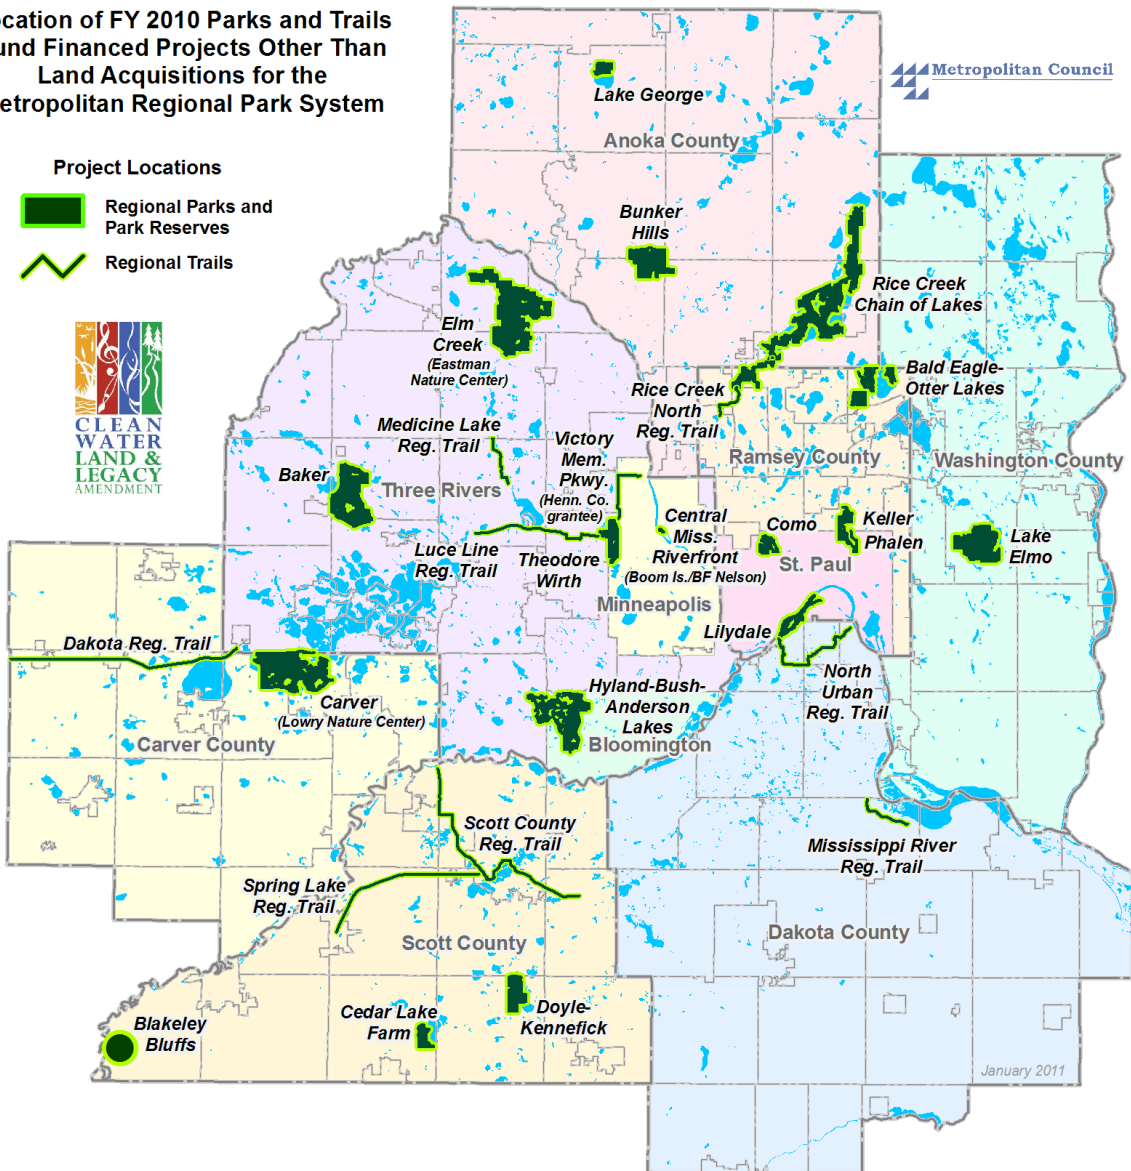 ocation of FY 2010 Parks and Trails
und Financed Projects Other Than
Land Acquisitions for the
etropolitan Regional Park System
Metropolitan Council
Project Locations
Regional Parks and
Park Reserves
Regional Trails
CLEAN
WATER
LAND &
LEGACY
AMENDMENT
Lake George
Anoka County
Bunker
Hills
Rice Creek
Chain of Lakes
Elm
Creek
(Eastman
Nature Center)
Bald Eagle-
Otter Lakes
Rice Creek
North
Reg. Trail
Medicine Lake
Reg. Trail
Victory
Mem.
Pkwy.
(Henn. Co.
grantee)
Ramsey County
Washington County
Baker
Three Rivers
Central
Miss.
Riverfront
(Boom Is./BF Nelson)
Como
Keller
Phalen
Lake
Elmo
Luce Line
Reg. Trail
Theodore
Wirth
St. Paul
Minneapolis
Lilydale
Dakota Reg. Trail
North
Urban
Reg. Trail
Carver
(Lowry Nature Center)
Hyland-Bush-
Anderson
Lakes
Bloomington
Carver County
Scott County
Reg. Trail
Mississippi River
Reg. Trail
Spring Lake
Reg. Trail
Scott County
Dakota County
Cedar Lake
Farm
Doyle-
Kennefick
Blakeley
Bluffs
January 2011